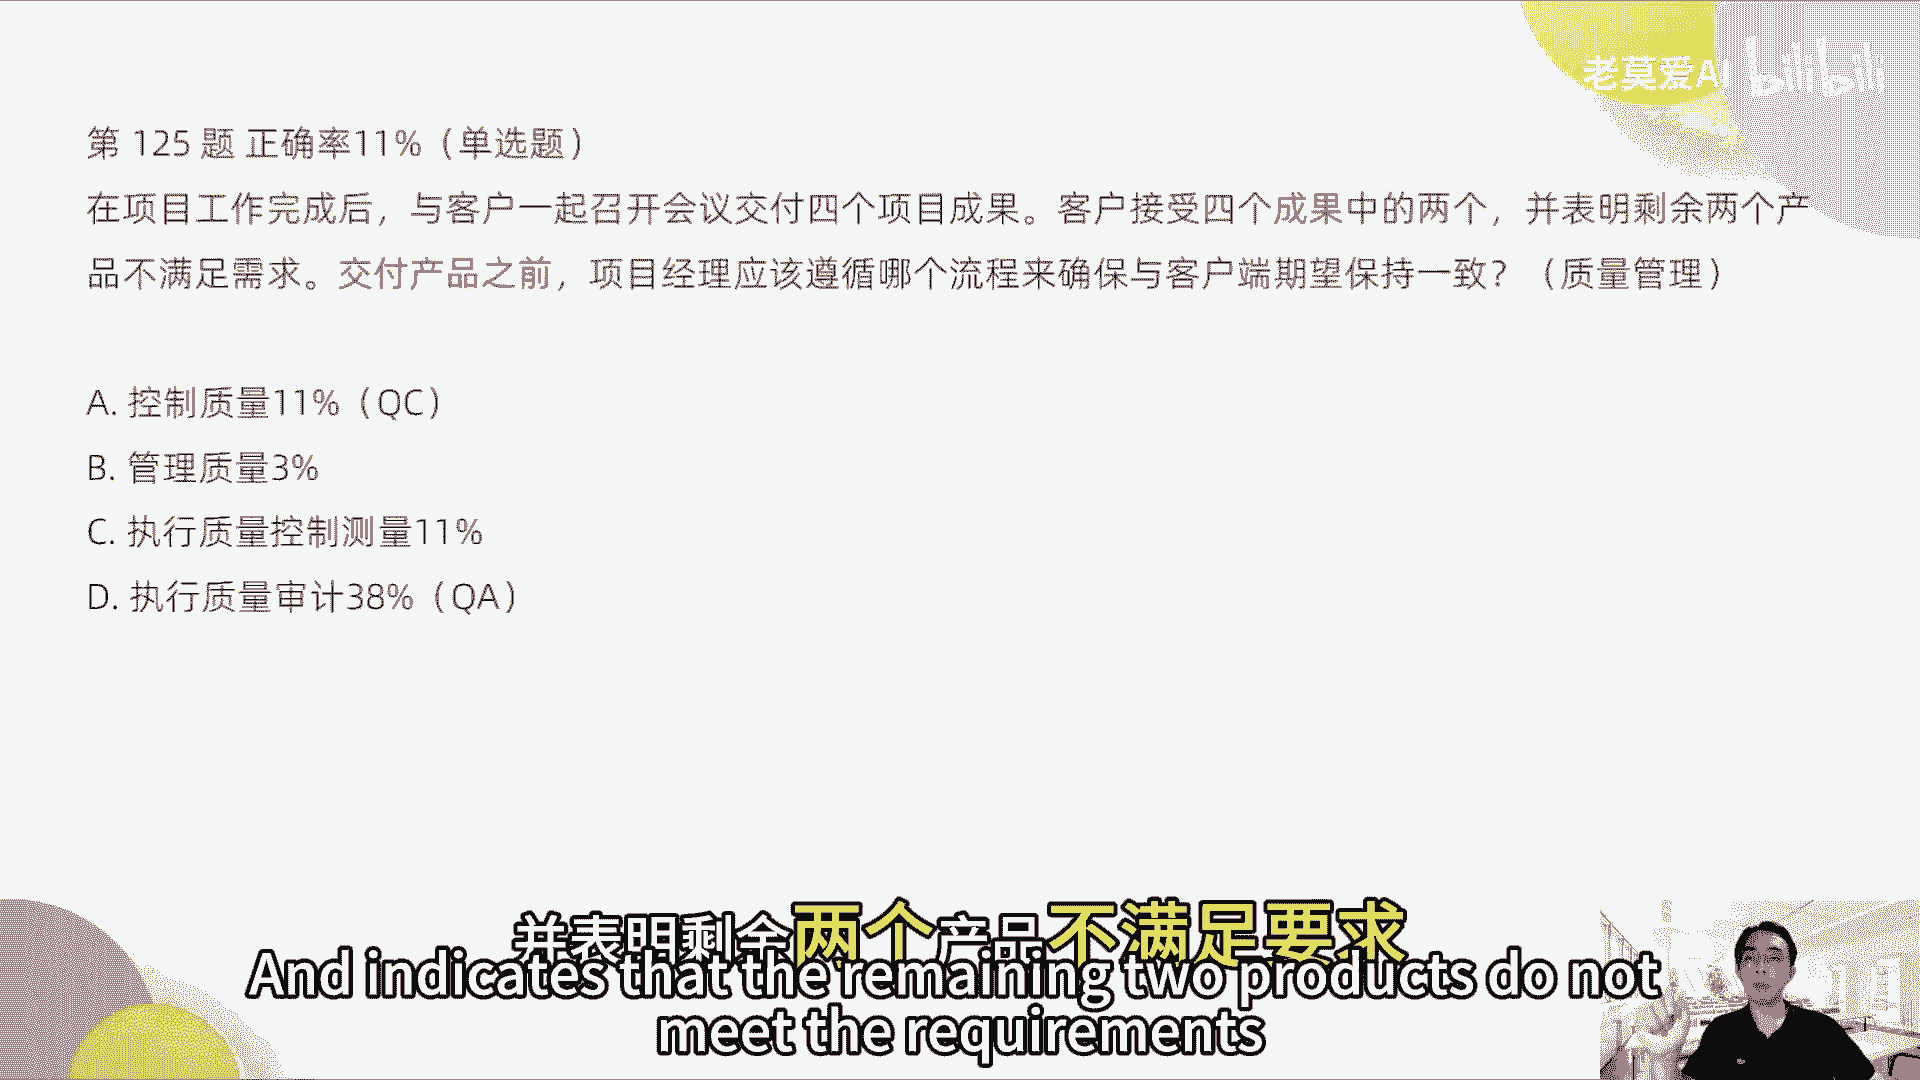 老莫爱AI bilibili
第 125 题 正确率11%（单选题）
在项目工作完成后，与客户一起召开会议交付四个项目成果。客户接受四个成果中的两个，并表明剩余两个产
品不满足需求。交付产品之前，项目经理应该遵循哪个流程来确保与客户端期望保持一致？（质量管理）
A. 控制质量11%（QC）
B. 管理质量3%
C. 执行质量控制测量11%
D. 执行质量审计38%（QA）
并表明剩余两个产品不满足要求
And indicates that the remaining two products do not
meet the requirements